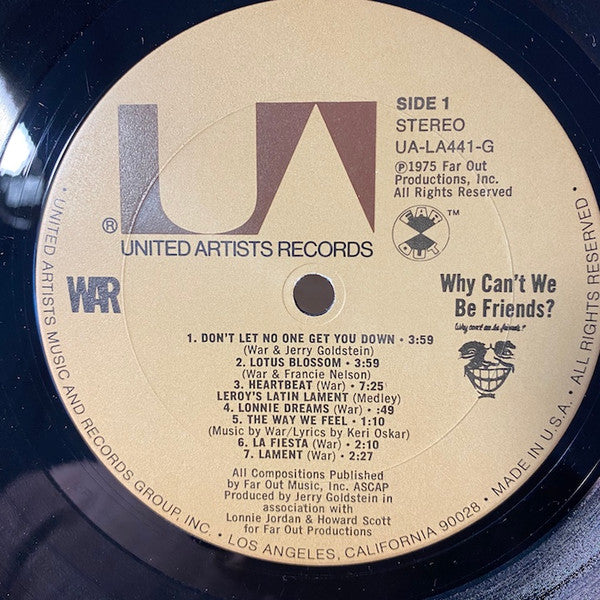 UA
®
UNITED ARTISTS RECORDS
SIDE 1
STEREO
UA-LA441-G
℗1975 Far Out
Productions, Inc.
All Rights Reserved
FAR OUT
™
WAR
Why Can't We
Be Friends?
Why can't we be friends?
1. DON'T LET NO ONE GET YOU DOWN • 3:59
(War & Jerry Goldstein)
2. LOTUS BLOSSOM • 3:59
(War & Francie Nelson)
3. HEARTBEAT (War) • 7:25
LEROY'S LATIN LAMENT (Medley)
4. LONNIE DREAMS (War) • :49
5. THE WAY WE FEEL • 1:10
(Music by War/Lyrics by Keri Oskar)
6. LA FIESTA (War) • 2:10
7. LAMENT (War) • 2:27
All Compositions Published
by Far Out Music, Inc. ASCAP
Produced by Jerry Goldstein in
association with
Lonnie Jordan & Howard Scott
for Far Out Productions
• UNITED ARTISTS MUSIC AND RECORDS GROUP, INC. • LOS ANGELES, CALIFORNIA 90028 • MADE IN U.S.A. • ALL RIGHTS RESERVED •